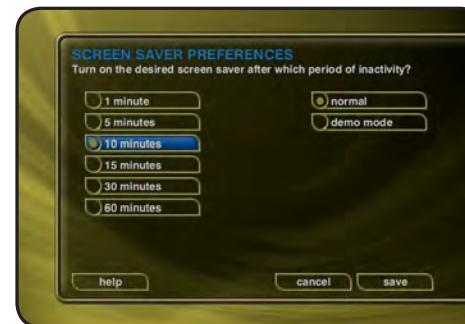 SCREEN SAVER PREFERENCES
Turn on the desired screen saver after which period of inactivity?
1 minute
5 minutes
10 minutes
15 minutes
30 minutes
60 minutes
normal
demo mode
help
cancel
save